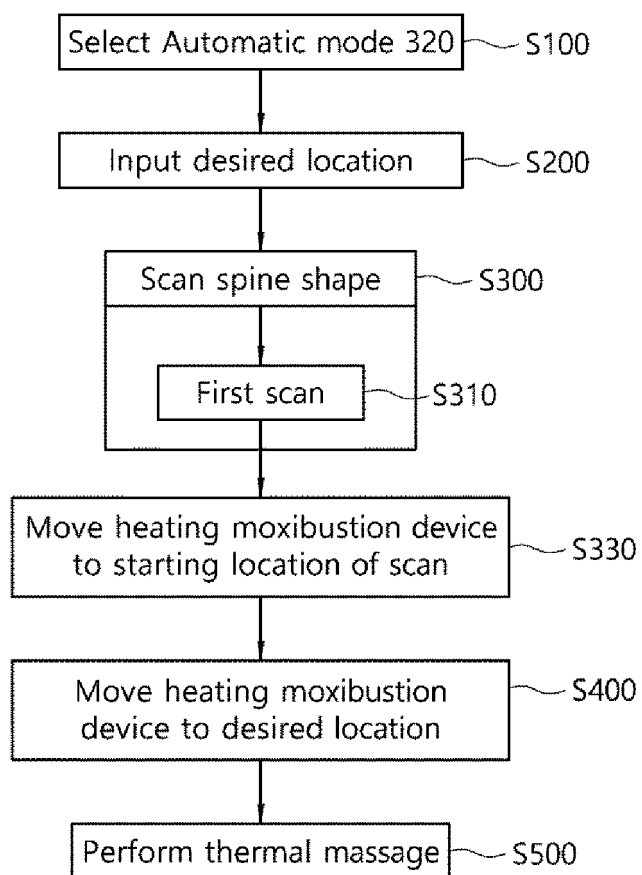 Select Automatic mode 320 S100
Input desired location S200
Scan spine shape S300
First scan S310
Move heating moxibustion device
to starting location of scan
S330
Move heating moxibustion
device to desired location
S400
Perform thermal massage S500